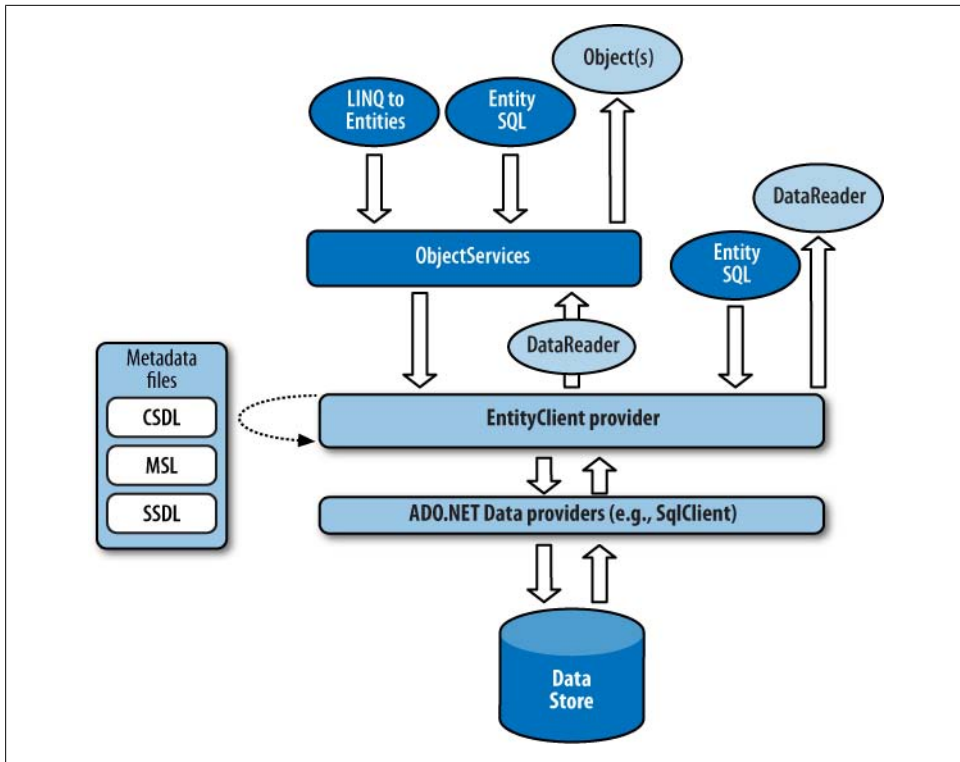 Object(s)
LINQ to
Entities
Entity
SQL
DataReader
ObjectServices
Entity
SQL
DataReader
Metadata
files
CSDL
MSL
SSDL
EntityClient provider
ADO.NET Data providers (e.g., SqlClient)
Data
Store